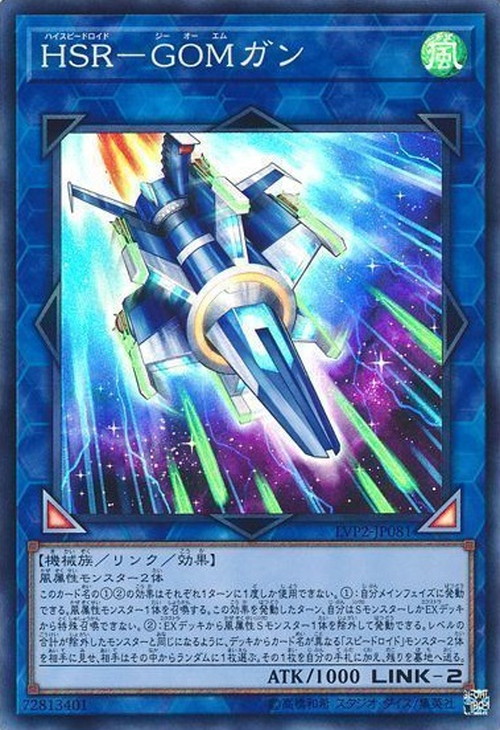 ハイスピードロイド ジー オー エム
HSR－GOMガン
風
LVP2-JP081
【機械族／リンク／効果】
風属性モンスター２体
このカード名の①②の効果はそれぞれ１ターンに１度しか使用できない。①：自分メインフェイズに発動
できる。風属性モンスター１体を召喚する。この効果を発動したターン、自分はＳモンスターしかEXデッ
キから特殊召喚できない。②：EXデッキから風属性Ｓモンスター１体を除外して発動できる。レベルの
合計が除外したモンスターと同じになるように、デッキからカード名が異なる「スピードロイド」モンスター２体
を相手に見せ、相手はその中からランダムに１枚選ぶ。その１枚を自分の手札に加え、残りを墓地へ送る。
ATK/1000 LINK-2
72813401 ©高橋和希 スタジオ・ダイス/集英社